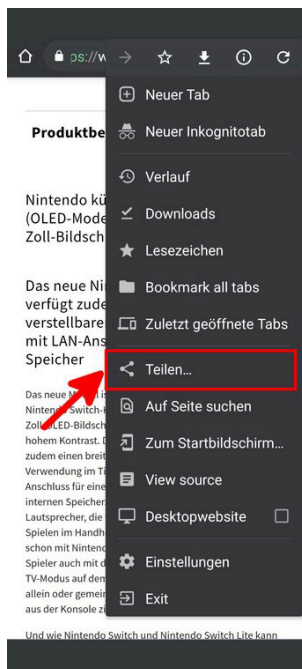 ps://w
Neuer Tab
Neuer Inkognitotab
Verlauf
Downloads
Lesezeichen
Bookmark all tabs
Zuletzt geöffnete Tabs
Teilen...
Auf Seite suchen
Zum Startbildschirm...
View source
Desktopwebsite
Einstellungen
Exit
Produktbe
Nintendo kü
(OLED-Mode
Zoll-Bildsch
Das neue Ni
verfügt zude
verstellbare
mit LAN-Ans
Speicher
Das neue M
Nintendo Switch-
Zoll OLED-Bildsch
hohem Kontrast. D
zudem einen breit
Verwendung im Ti
Anschluss für eine
internen Speicher
Lautsprecher, die
Spielen im Handh
schon mit Nintend
Spieler auch mit d
TV-Modus auf dem
allein oder gemein
aus der Konsole zi
Und wie Nintendo Switch und Nintendo Switch Lite kann